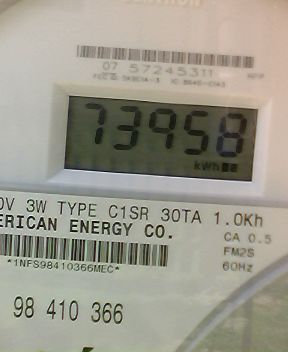 07 57245311
73958
kWh
0V 3W TYPE C1SR 30TA 1.0Kh
ERICAN ENERGY CO.
CA 0.5
FM2S
*1NFS98410366MEC*
60Hz
98 410 366